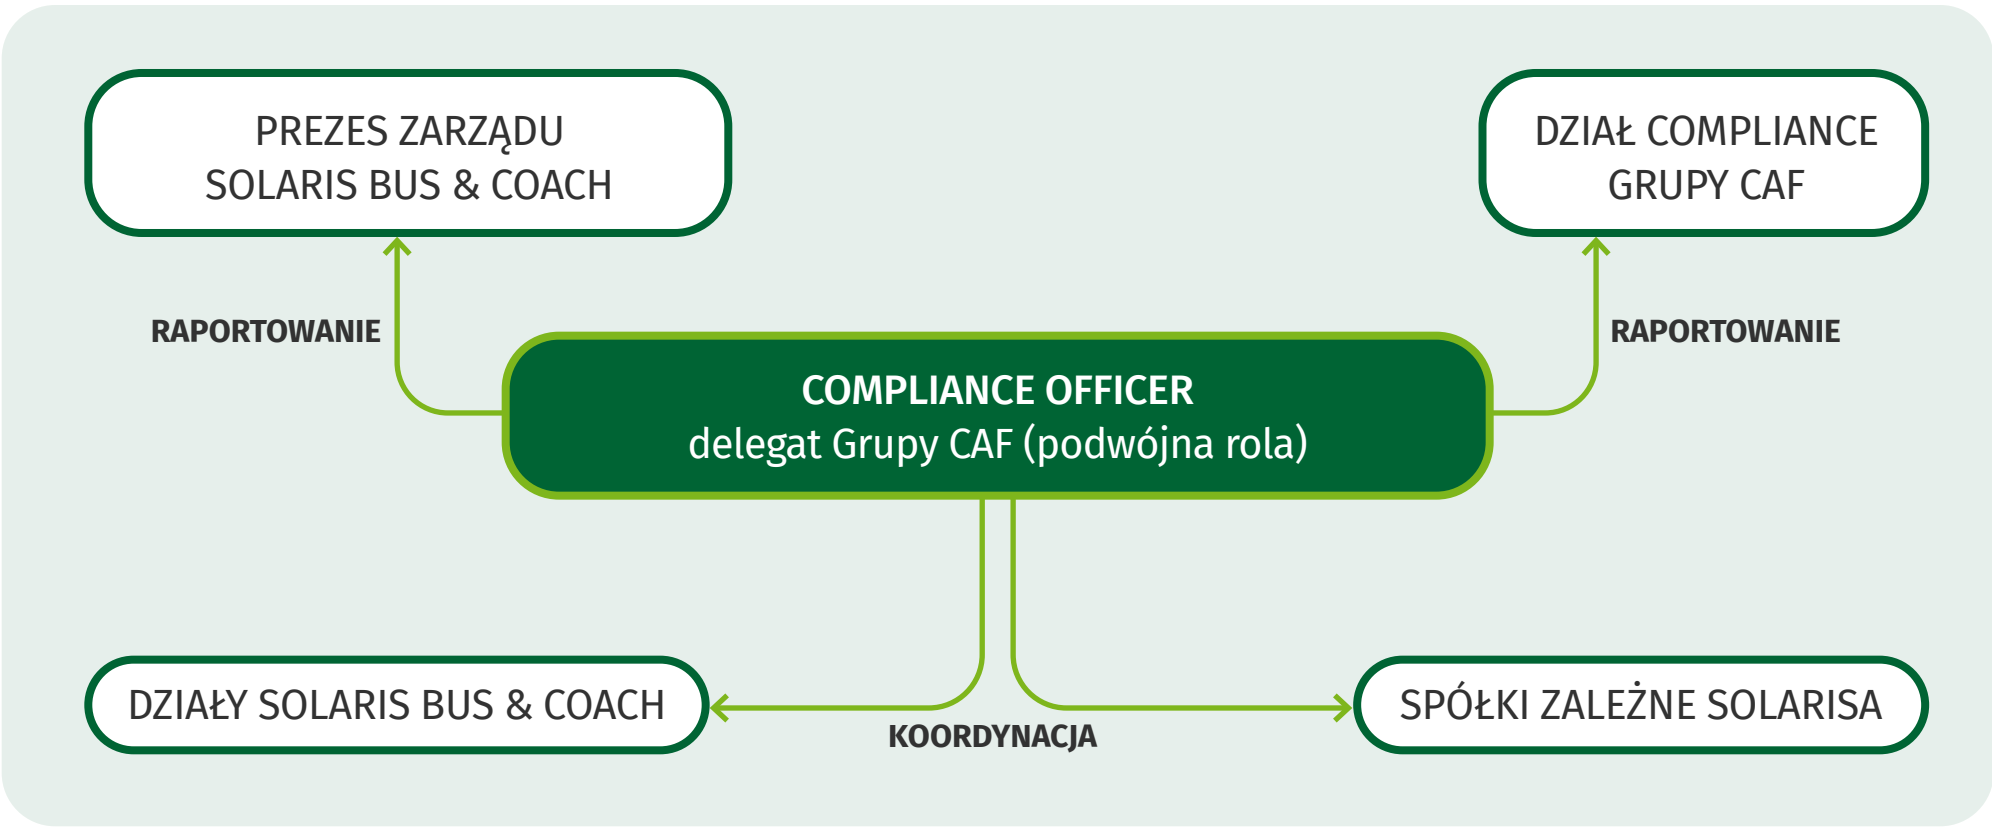 PREZES ZARZĄDU
SOLARIS BUS & COACH
DZIAŁ COMPLIANCE
GRUPY CAF
RAPORTOWANIE
RAPORTOWANIE
COMPLIANCE OFFICER
delegat Grupy CAF (podwójna rola)
DZIAŁY SOLARIS BUS & COACH
SPÓŁKI ZALEŻNE SOLARISA
KOORDYNACJA